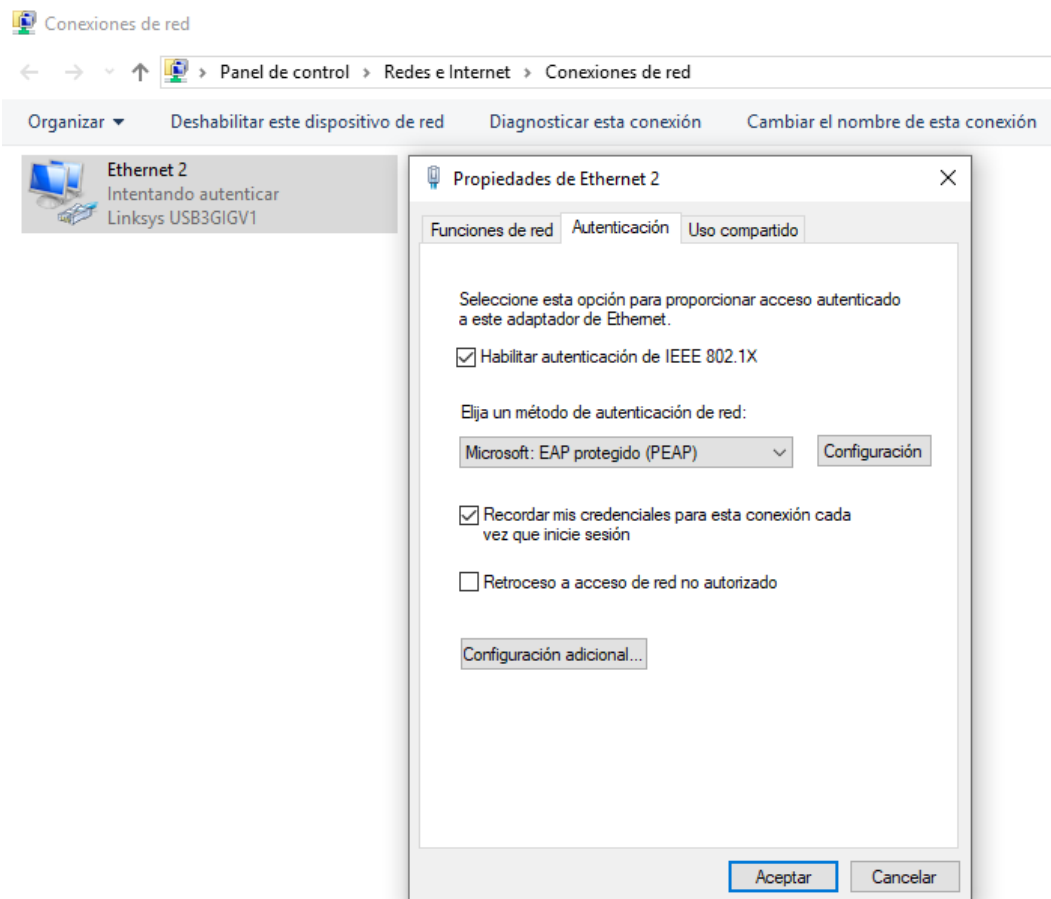 Conexiones de red
Panel de control > Redes e Internet > Conexiones de red
Organizar Deshabilitar este dispositivo de red Diagnosticar esta conexión Cambiar el nombre de esta conexión
Ethernet 2
Intentando autenticar
Linksys USB3GIGV1
Propiedades de Ethernet 2
Funciones de red Autenticación Uso compartido
Seleccione esta opción para proporcionar acceso autenticado
a este adaptador de Ethernet.
Habilitar autenticación de IEEE 802.1X
Elija un método de autenticación de red:
Microsoft: EAP protegido (PEAP) Configuración
Recordar mis credenciales para esta conexión cada
vez que inicie sesión
Retroceso a acceso de red no autorizado
Configuración adicional...
Aceptar Cancelar